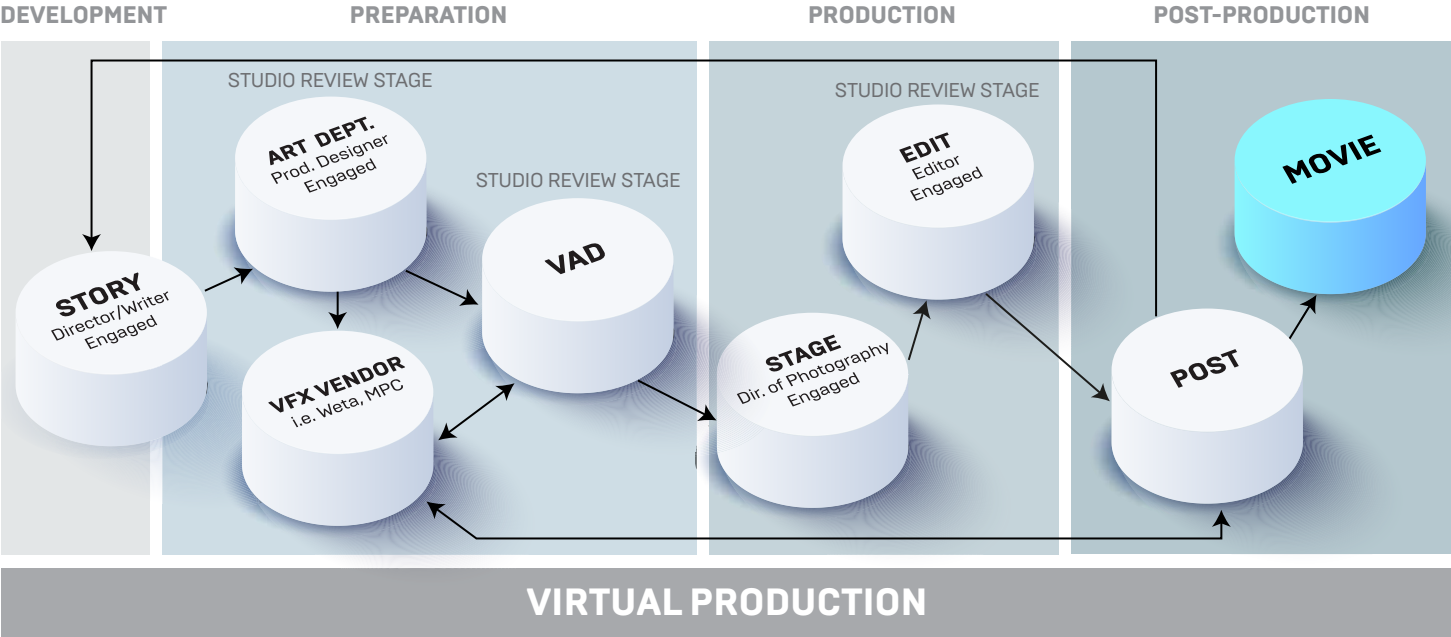 DEVELOPMENT
PREPARATION
PRODUCTION
POST-PRODUCTION
STUDIO REVIEW STAGE
ART DEPT.
Prod. Designer
Engaged
STUDIO REVIEW STAGE
VAD
STORY
Director/Writer
Engaged
VFX VENDOR
i.e. Weta, MPC
STUDIO REVIEW STAGE
EDIT
Editor
Engaged
STAGE
Dir. of Photography
Engaged
MOVIE
POST
VIRTUAL PRODUCTION